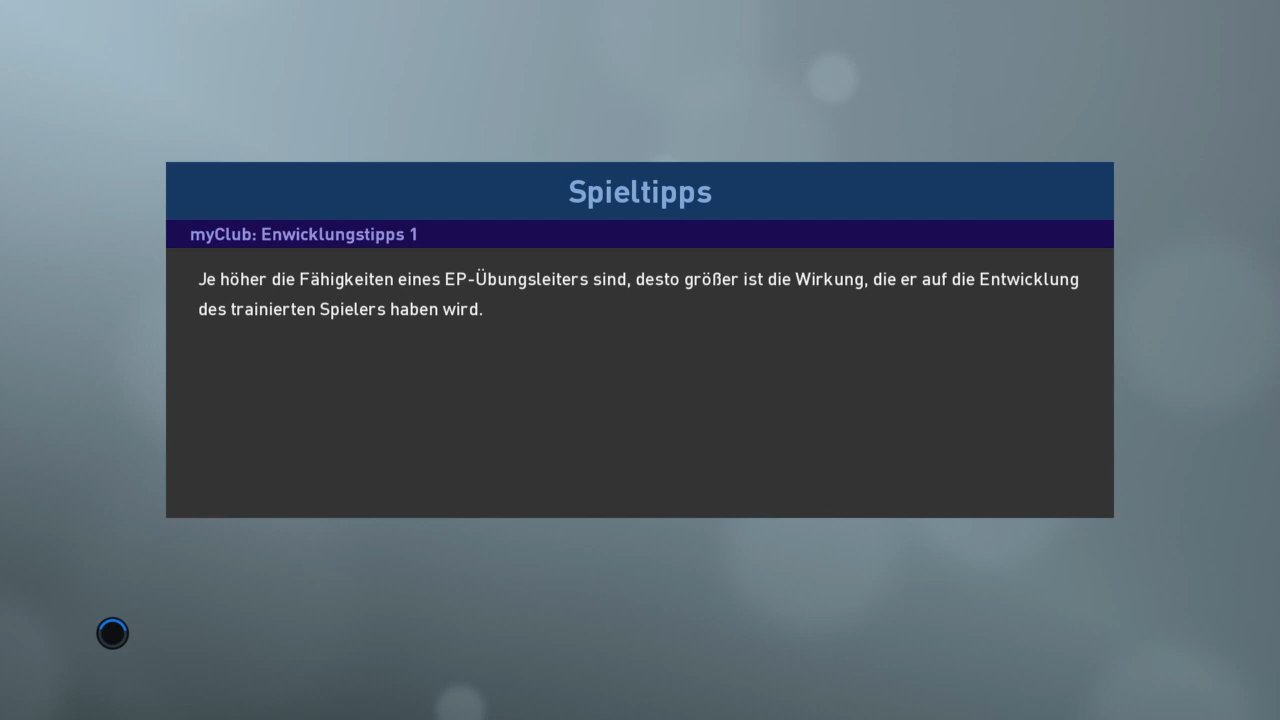 Spieltipps
myClub: Enwicklungstipps 1
Je höher die Fähigkeiten eines EP-Übungsleiters sind, desto größer ist die Wirkung, die er auf die Entwicklung
des trainierten Spielers haben wird.